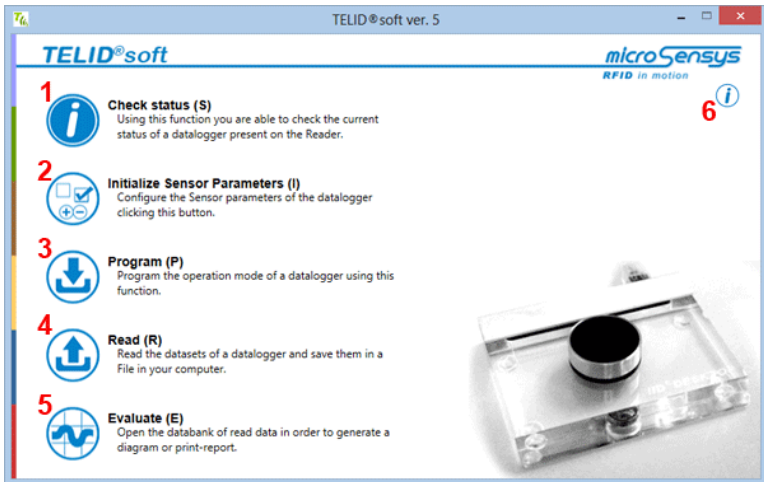 TELID®soft ver. 5
TELID®soft
microSensys
RFID in motion
6
1
Check status (S)
Using this function you are able to check the current
status of a datalogger present on the Reader.
2
Initialize Sensor Parameters (I)
Configure the Sensor parameters of the datalogger
clicking this button.
3
Program (P)
Program the operation mode of a datalogger using this
function.
4
Read (R)
Read the datasets of a datalogger and save them in a
File in your computer.
5
Evaluate (E)
Open the databank of read data in order to generate a
diagram or print-report.